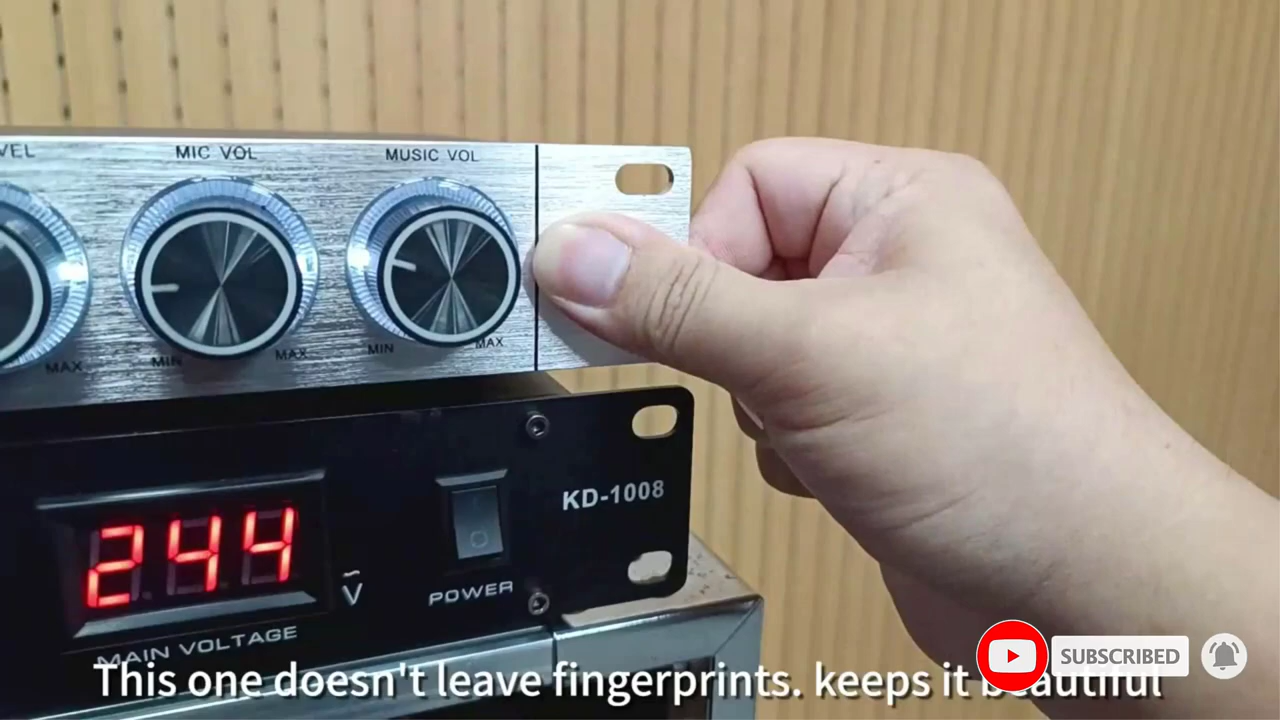 VEL
MIC VOL
MUSIC VOL
MAX
MIN
MAX
MIN
MAX
KD-1008
244
V
POWER
MAIN VOLTAGE
This one doesn't leave fingerprints. keeps it beautiful
SUBSCRIBED